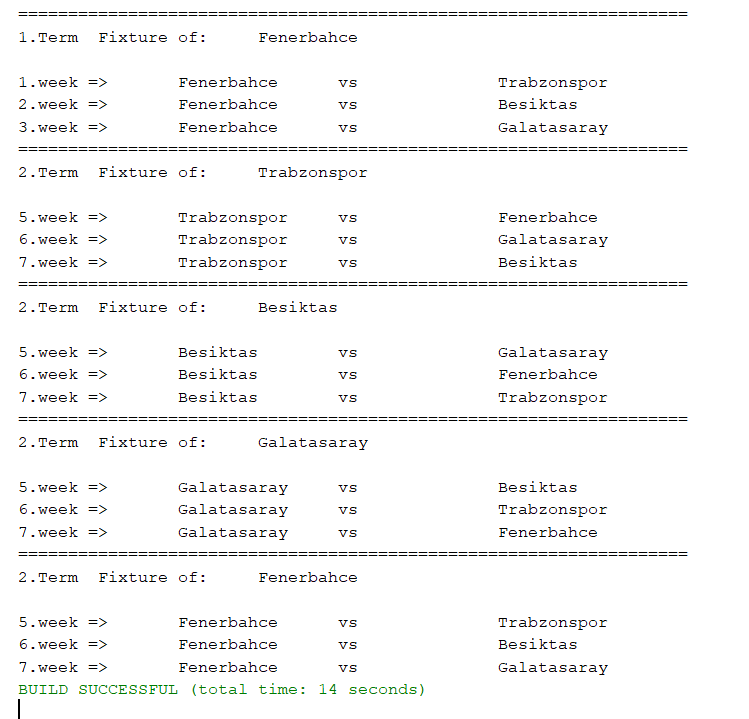 ===================================================================
1.Term  Fixture of:     Fenerbahce
1.week =>       Fenerbahce      vs              Trabzonspor
2.week =>       Fenerbahce      vs              Besiktas
3.week =>       Fenerbahce      vs              Galatasaray
===================================================================
2.Term  Fixture of:     Trabzonspor
5.week =>       Trabzonspor     vs              Fenerbahce
6.week =>       Trabzonspor     vs              Galatasaray
7.week =>       Trabzonspor     vs              Besiktas
===================================================================
2.Term  Fixture of:     Besiktas
5.week =>       Besiktas        vs              Galatasaray
6.week =>       Besiktas        vs              Fenerbahce
7.week =>       Besiktas        vs              Trabzonspor
===================================================================
2.Term  Fixture of:     Galatasaray
5.week =>       Galatasaray     vs              Besiktas
6.week =>       Galatasaray     vs              Trabzonspor
7.week =>       Galatasaray     vs              Fenerbahce
===================================================================
2.Term  Fixture of:     Fenerbahce
5.week =>       Fenerbahce      vs              Trabzonspor
6.week =>       Fenerbahce      vs              Besiktas
7.week =>       Fenerbahce      vs              Galatasaray
BUILD SUCCESSFUL (total time: 14 seconds)